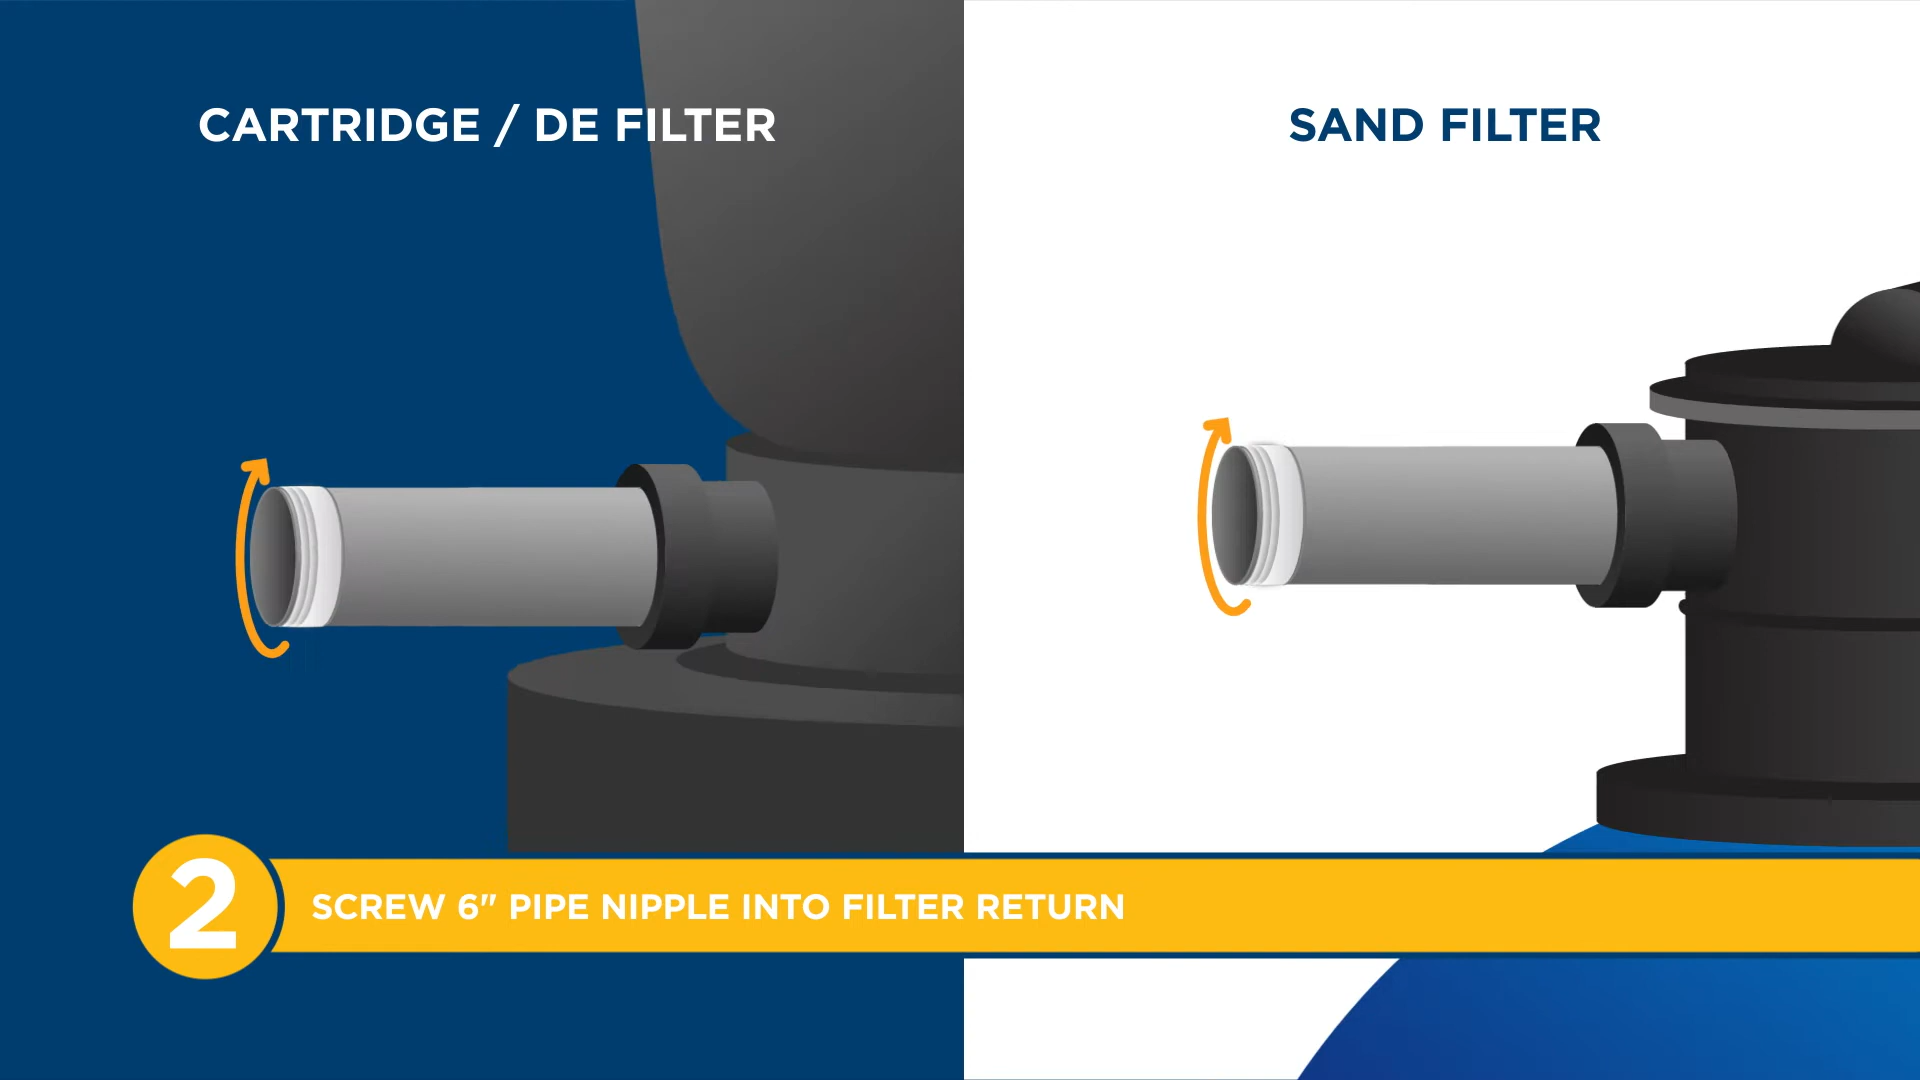 CARTRIDGE / DE FILTER
SAND FILTER
2
SCREW 6" PIPE NIPPLE INTO FILTER RETURN